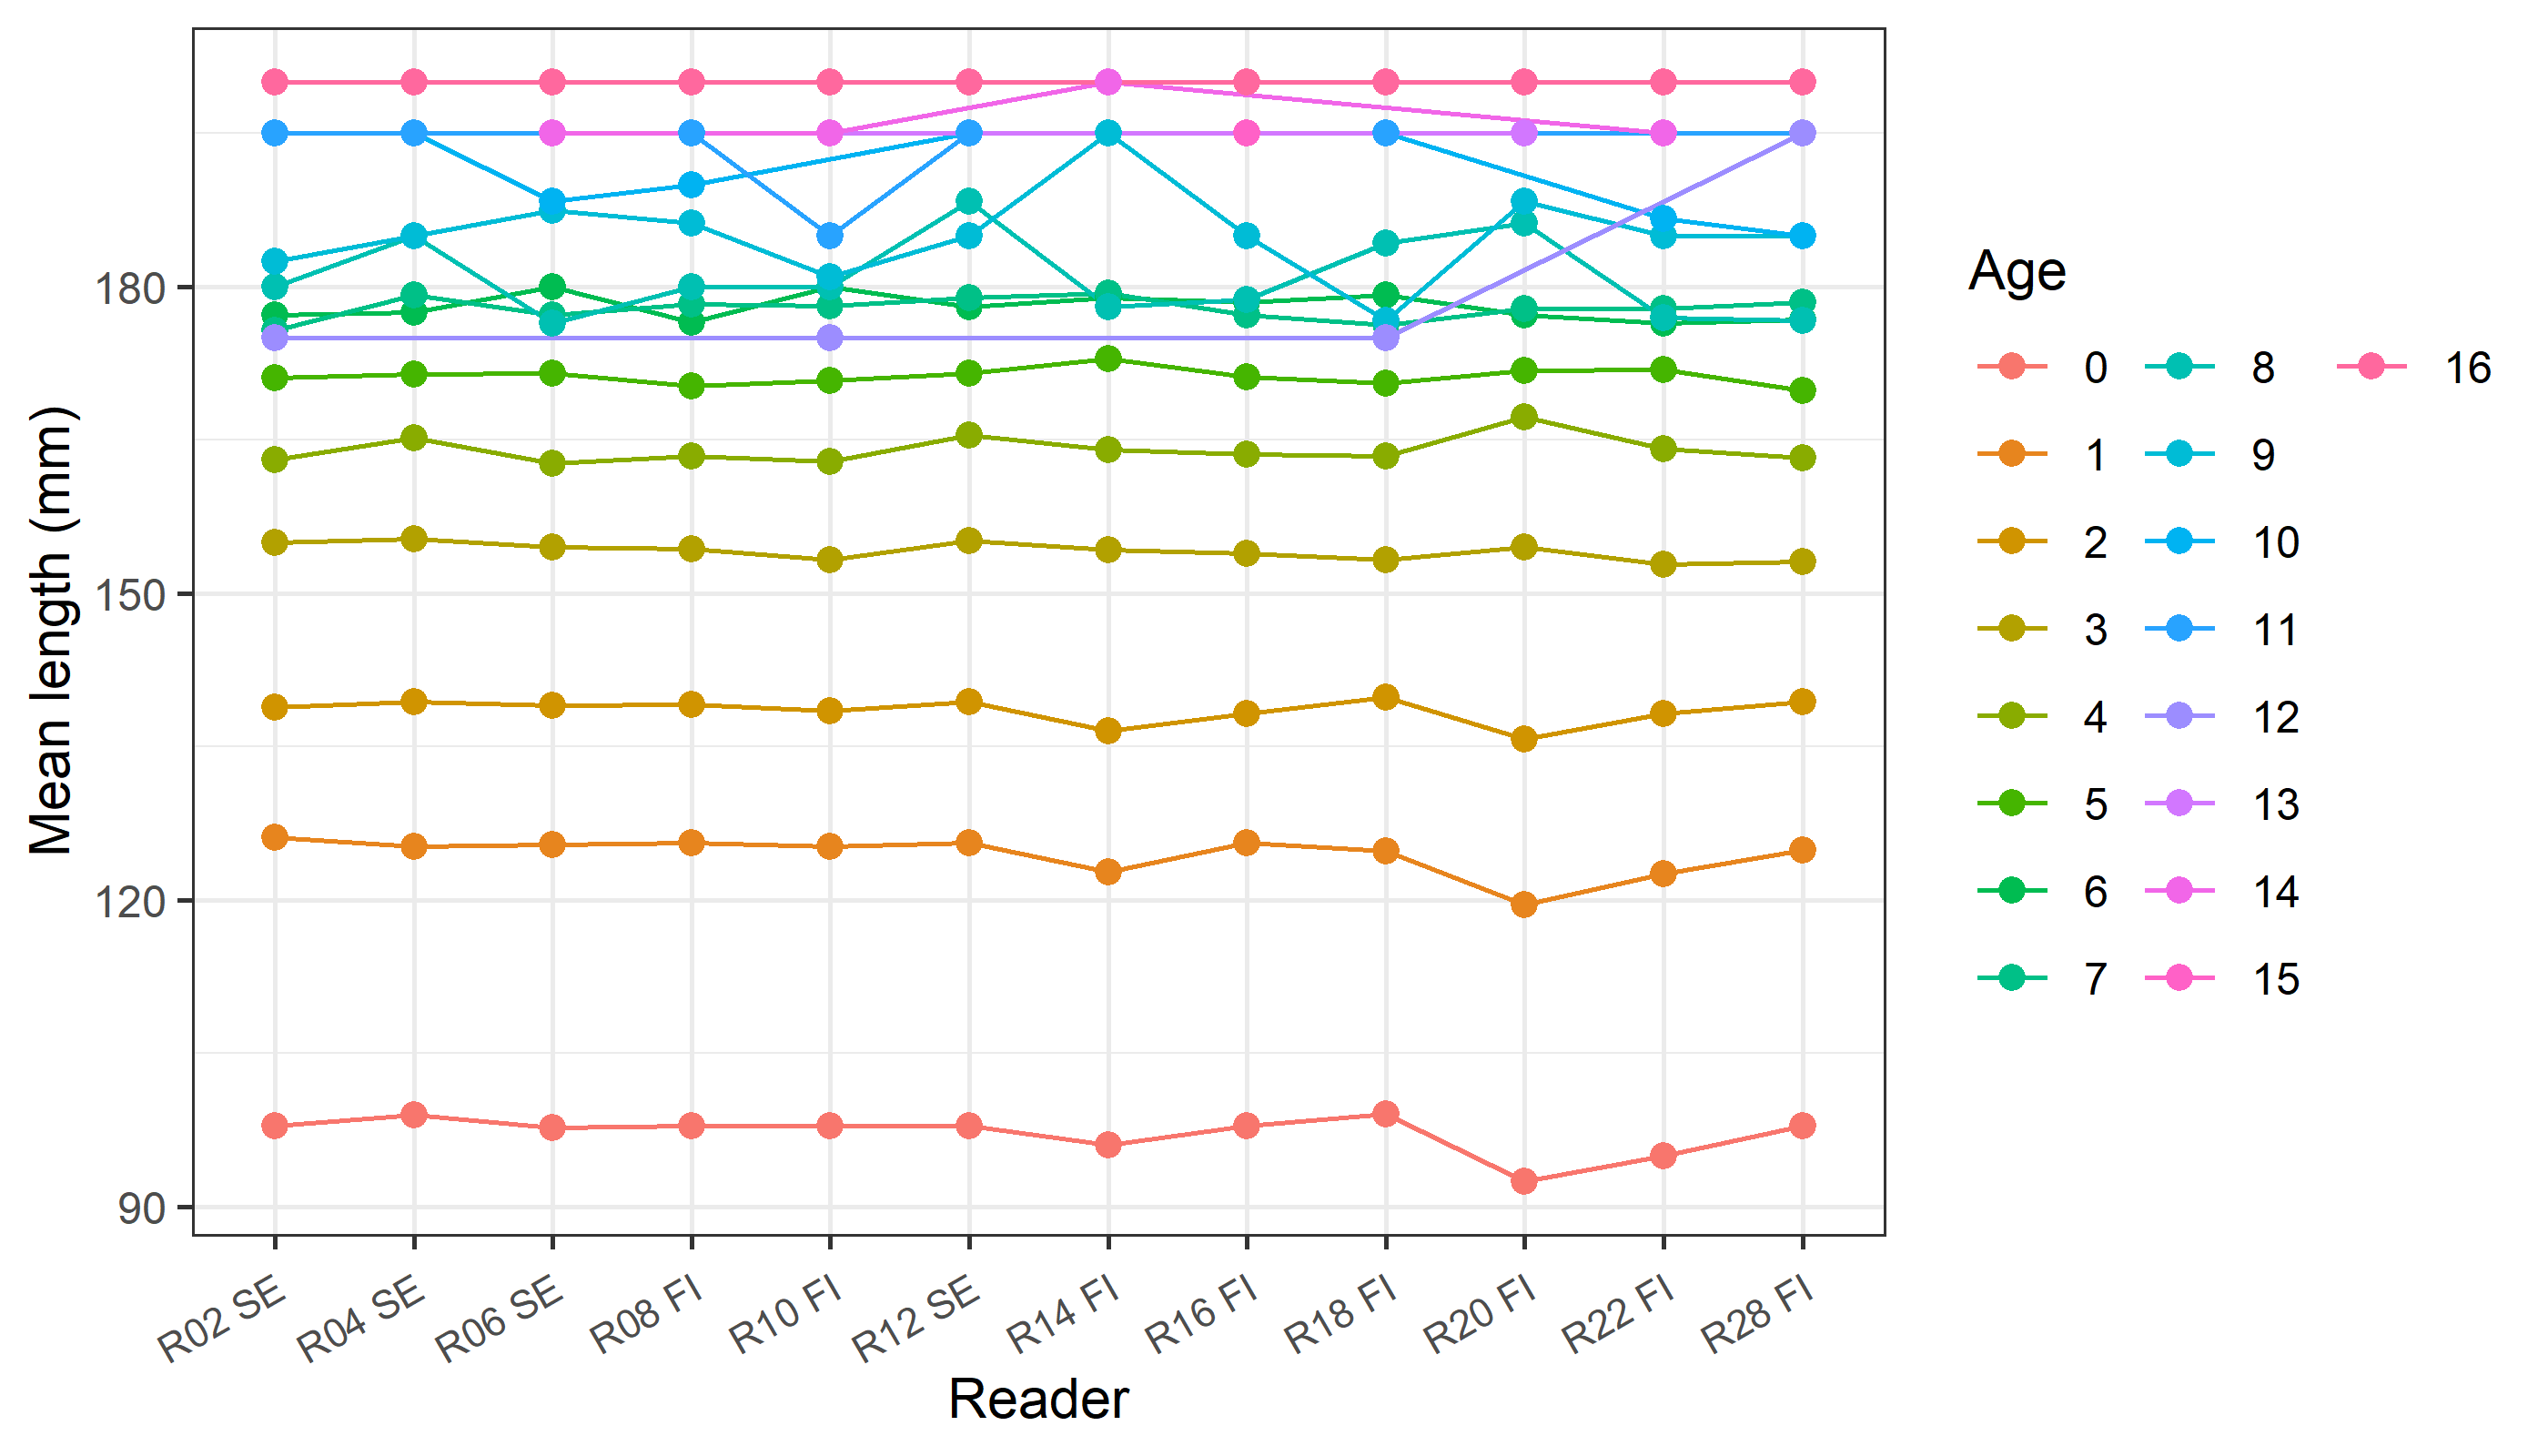 Mean length (mm)
180
150
120
90
R02 SE
R04 SE
R06 SE
R08 FI
R10 FI
R12 SE
R14 FI
R16 FI
R18 FI
R20 FI
R22 FI
R28 FI
Reader
Age
0 8 16
1 9
2 10
3 11
4 12
5 13
6 14
7 15